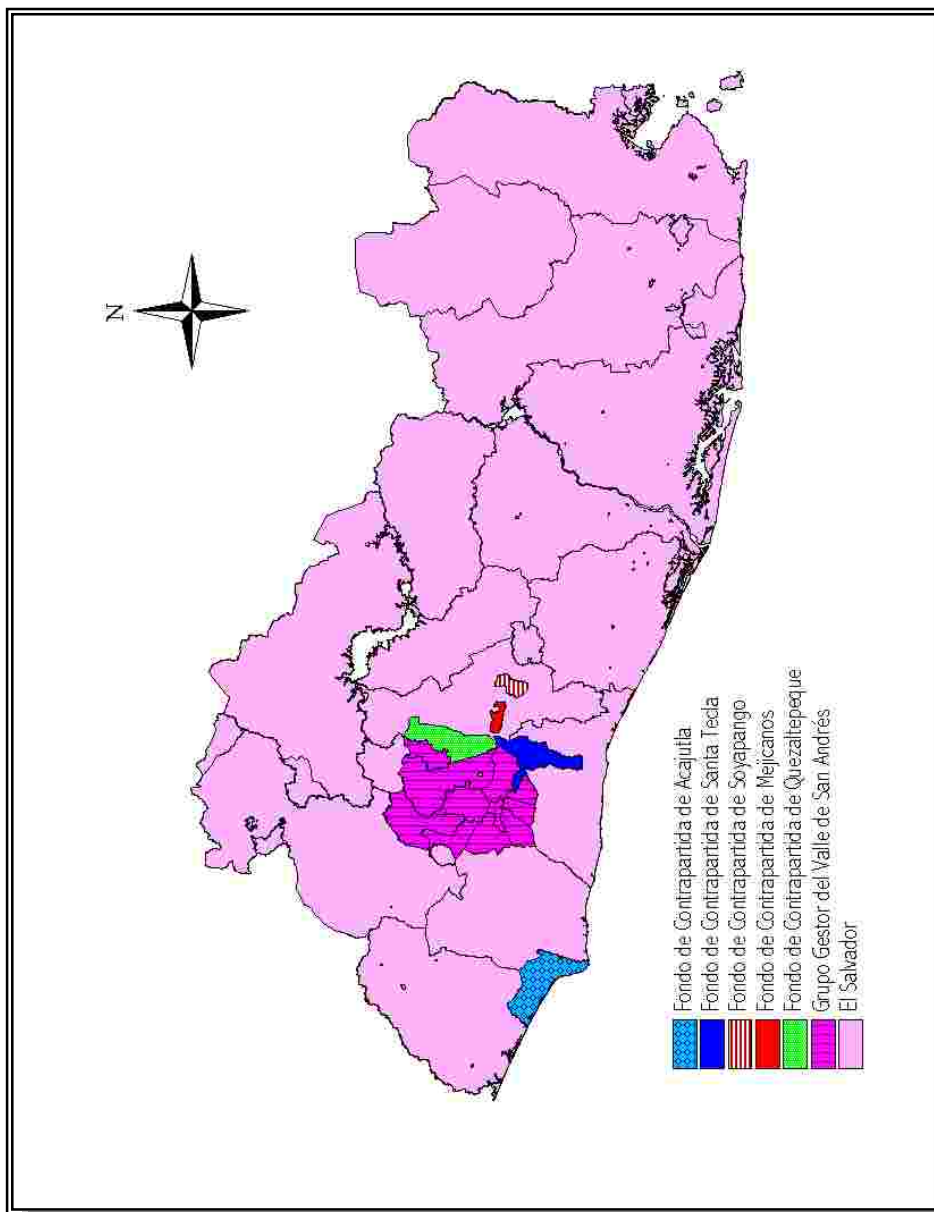 N
Fondo de Contrapartida de Acajutla
Fondo de Contrapartida de Santa Tecla
Fondo de Contrapartida de Soyapango
Fondo de Contrapartida de Mejicanos
Fondo de Contrapartida de Quezaltepeque
Grupo Gestor del Valle de San Andrés
El Salvador